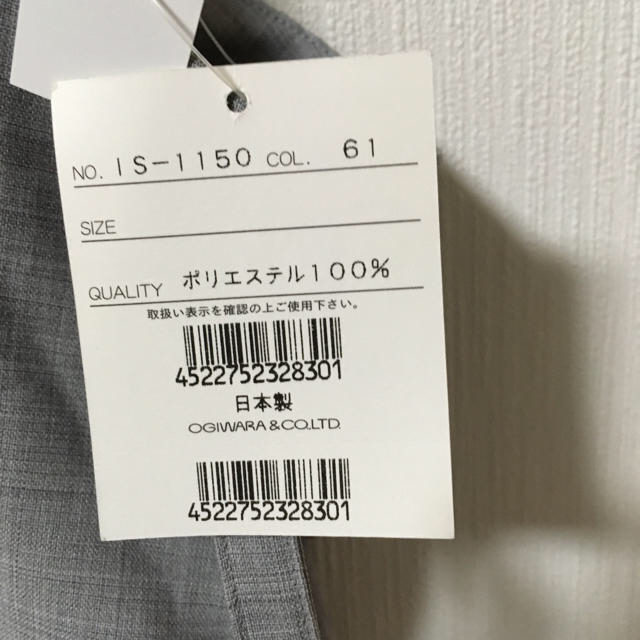 NO. IS-1150 COL. 61
SIZE
QUALITY ポリエステル100%
取扱い表示を確認の上ご使用下さい。
4522752328301
日本製
OGIWARA & CO.LTD.
4522752328301